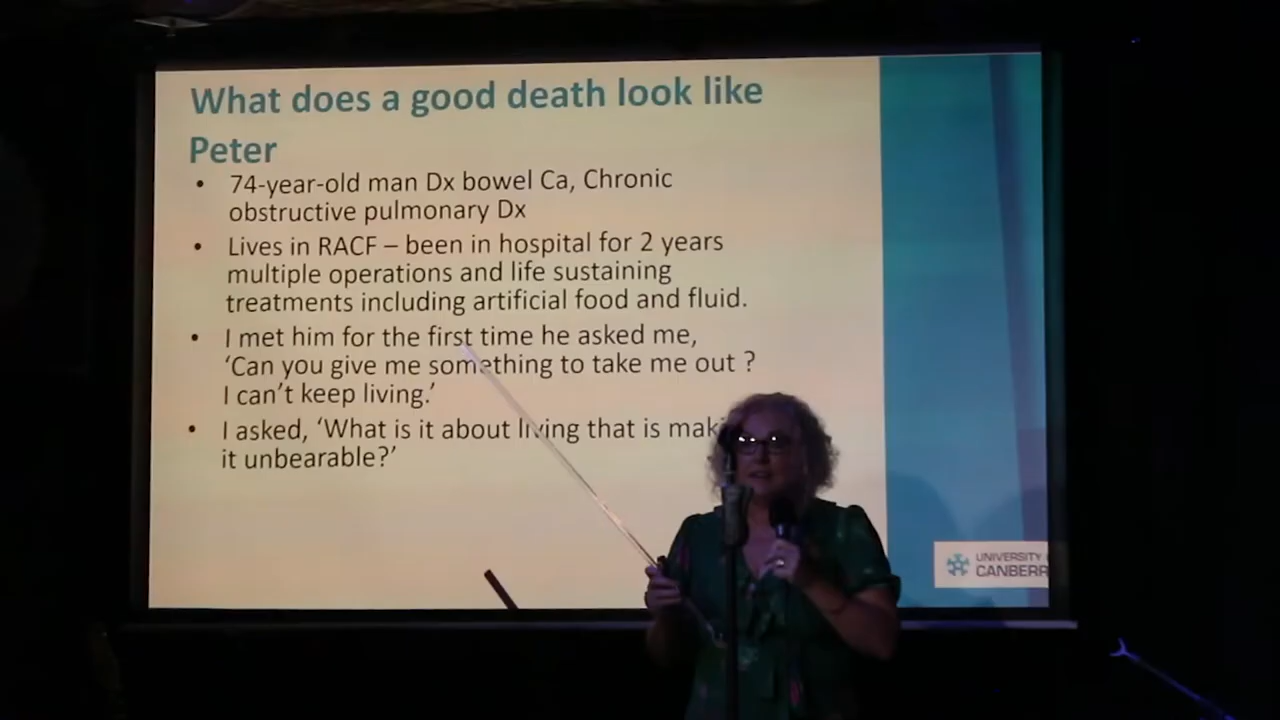 What does a good death look like
Peter
• 74-year-old man Dx bowel Ca, Chronic
obstructive pulmonary Dx
• Lives in RACF – been in hospital for 2 years
multiple operations and life sustaining
treatments including artificial food and fluid.
• I met him for the first time he asked me,
‘Can you give me something to take me out ?
I can’t keep living.’
• I asked, ‘What is it about living that is
it unbearable?’
UNIVERSITY